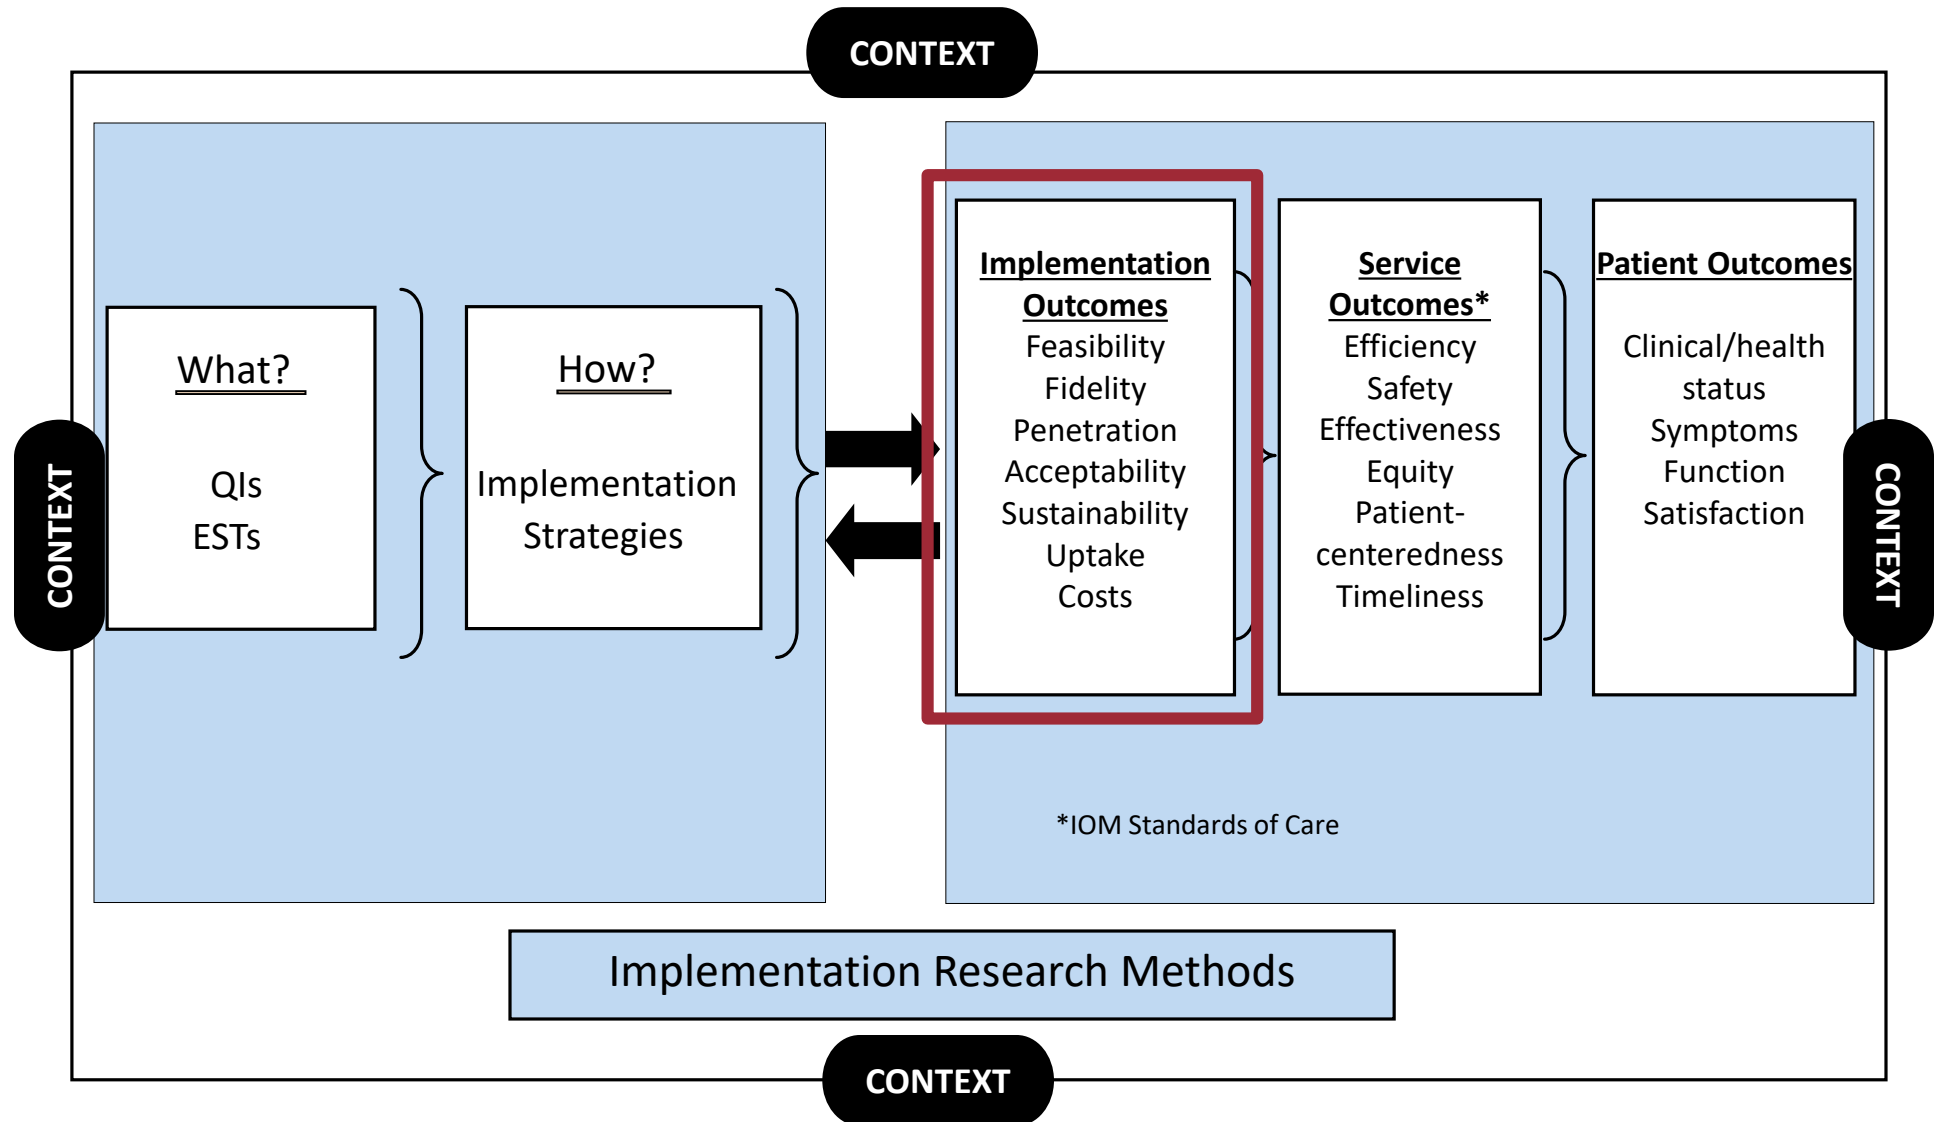 CONTEXT
CONTEXT
What?
QIs
ESTs
How?
Implementation
Strategies
Implementation
Outcomes
Feasibility
Fidelity
Penetration
Acceptability
Sustainability
Uptake
Costs
Service
Outcomes*
Efficiency
Safety
Effectiveness
Equity
Patient-
centeredness
Timeliness
Patient Outcomes
Clinical/health
status
Symptoms
Function
Satisfaction
CONTEXT
*IOM Standards of Care
Implementation Research Methods
CONTEXT